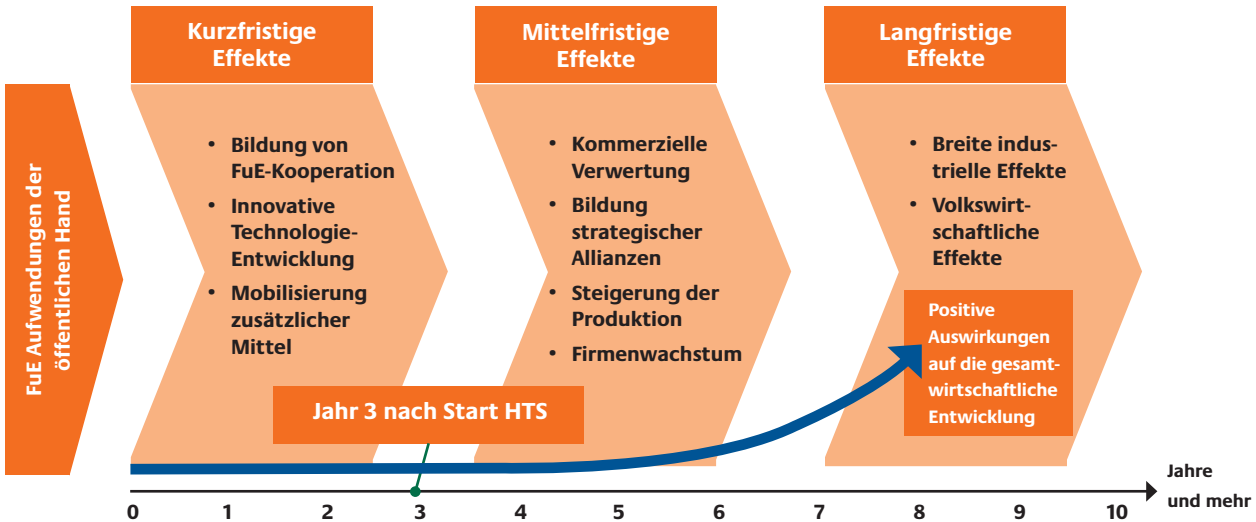 FuE Aufwendungen der
öffentlichen Hand
Kurzfristige
Effekte
• Bildung von
FuE-Kooperation
• Innovative
Technologie-
Entwicklung
• Mobilisierung
zusätzlicher
Mittel
Mittelfristige
Effekte
• Kommerzielle
Verwertung
• Bildung
strategischer
Allianzen
• Steigerung der
Produktion
• Firmenwachstum
Langfristige
Effekte
• Breite indus-
trielle Effekte
• Volkswirt-
schaftliche
Effekte
Positive
Auswirkungen
auf die gesamt-
wirtschaftliche
Entwicklung
Jahr 3 nach Start HTS
0 1 2 3 4 5 6 7 8 9 10
Jahre
und mehr